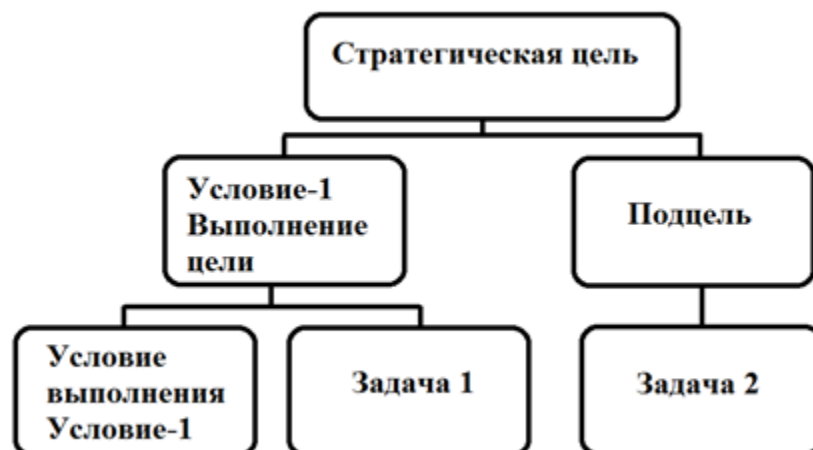 Стратегическая цель
Условие-1
Выполнение
цели
Подцель
Условие
выполнения
Условие-1
Задача 1
Задача 2